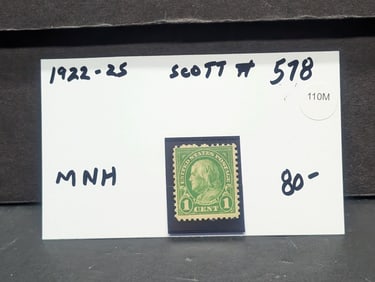 1922-25 SCOTT # 578
110M
UNITED STATES POSTAGE
1 CENT 1
MNH
80-